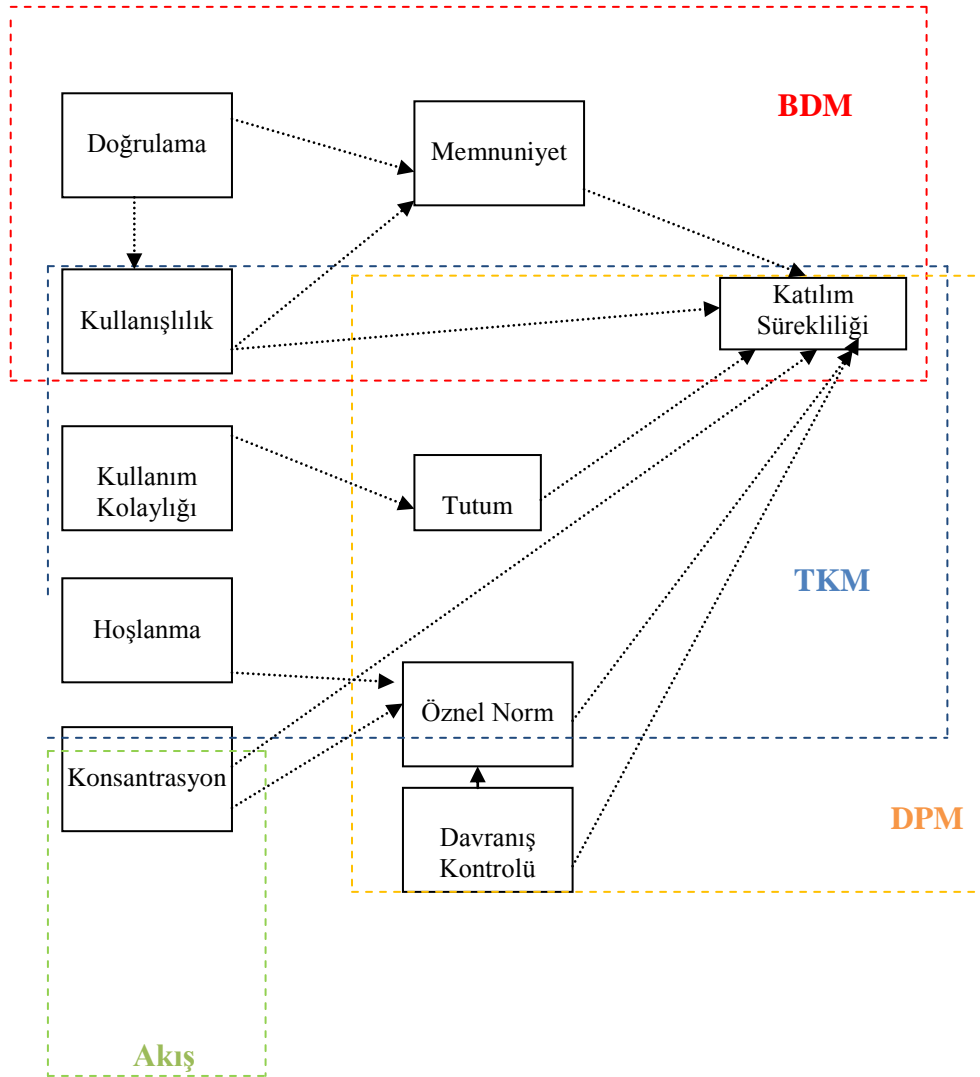 BDM
Doğrulama
Memnuniyet
Kullanışlılık
Katılım
Sürekliliği
Kullanım
Kolaylığı
Tutum
TKM
Hoşlanma
Öznel Norm
Konsantrasyon
DPM
Davranış
Kontrolü
Akış